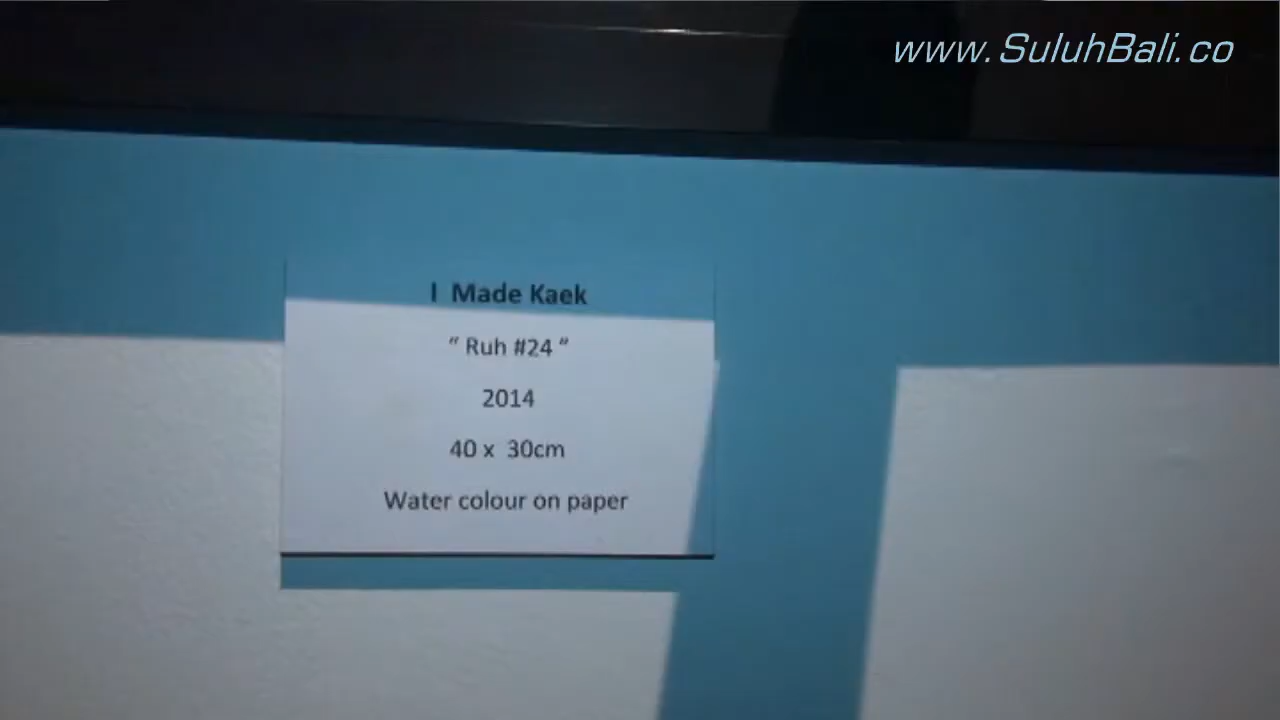 www.SuluhBali.co
I Made Kaek
“ Ruh #24 ”
2014
40 x 30cm
Water colour on paper